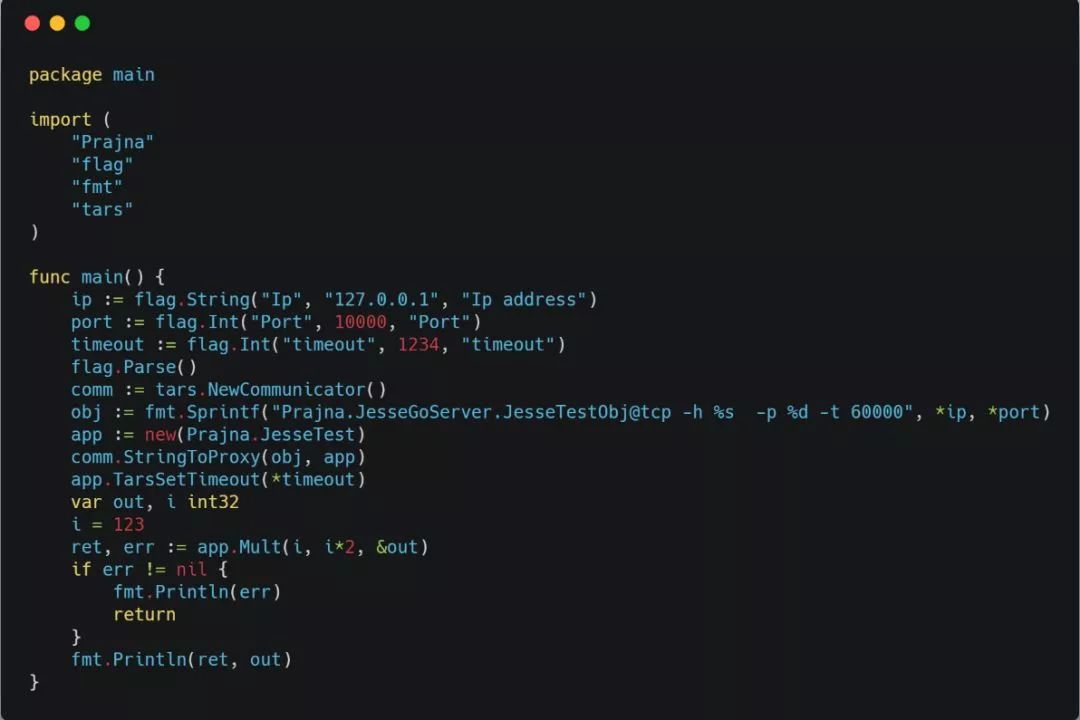 package main

import (
    "Prajna"
    "flag"
    "fmt"
    "tars"
)

func main() {
    ip := flag.String("Ip", "127.0.0.1", "Ip address")
    port := flag.Int("Port", 10000, "Port")
    timeout := flag.Int("timeout", 1234, "timeout")
    flag.Parse()
    comm := tars.NewCommunicator()
    obj := fmt.Sprintf("Prajna.JesseGoServer.JesseTestObj@tcp -h %s  -p %d -t 60000", *ip, *port)
    app := new(Prajna.JesseTest)
    comm.StringToProxy(obj, app)
    app.TarsSetTimeout(*timeout)
    var out, i int32
    i = 123
    ret, err := app.Mult(i, i*2, &out)
    if err != nil {
        fmt.Println(err)
        return
    }
    fmt.Println(ret, out)
}